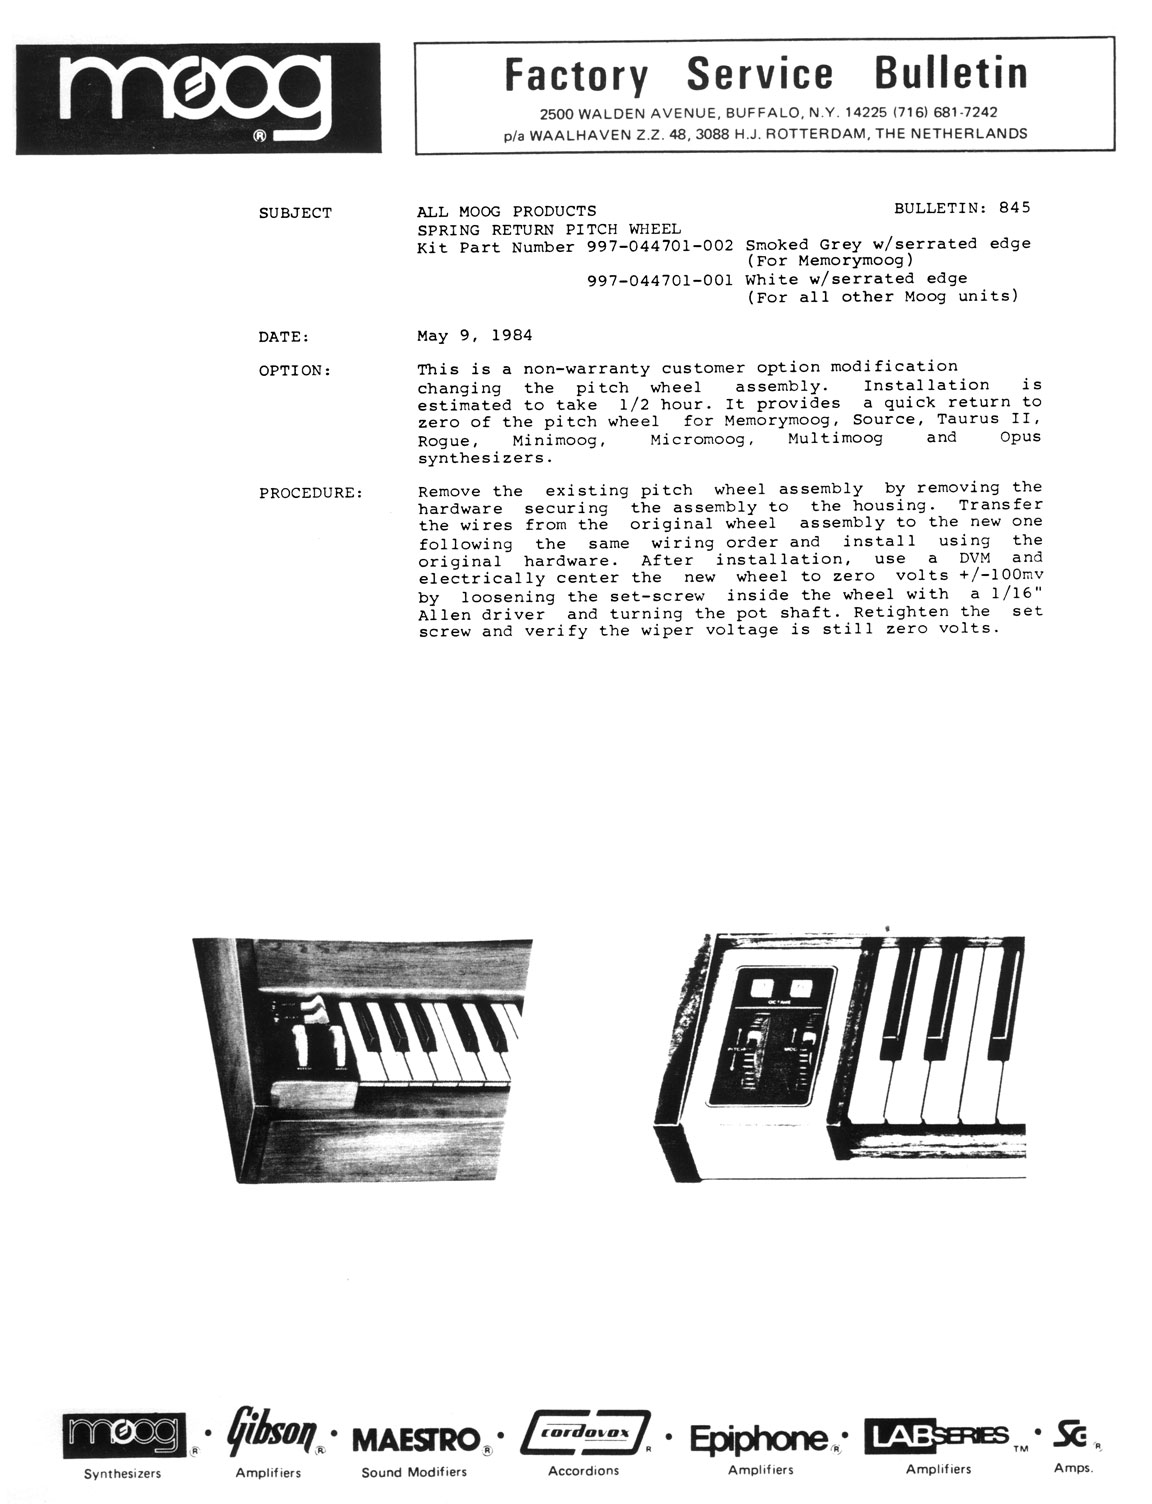 moog ®
Factory Service Bulletin
2500 WALDEN AVENUE, BUFFALO, N.Y. 14225 (716) 681-7242
p/a WAALHAVEN Z.Z. 48, 3088 H.J. ROTTERDAM, THE NETHERLANDS
SUBJECT ALL MOOG PRODUCTS BULLETIN: 845
SPRING RETURN PITCH WHEEL
Kit Part Number 997-044701-002 Smoked Grey w/serrated edge
(For Memorymoog)
997-044701-001 White w/serrated edge
(For all other Moog units)
DATE: May 9, 1984
OPTION: This is a non-warranty customer option modification
changing the pitch wheel assembly. Installation is
estimated to take 1/2 hour. It provides a quick return to
zero of the pitch wheel for Memorymoog, Source, Taurus II,
Rogue, Minimoog, Micromoog, Multimoog and Opus
synthesizers.
PROCEDURE: Remove the existing pitch wheel assembly by removing the
hardware securing the assembly to the housing. Transfer
the wires from the original wheel assembly to the new one
following the same wiring order and install using the
original hardware. After installation, use a DVM and
electrically center the new wheel to zero volts +/-100mv
by loosening the set-screw inside the wheel with a 1/16"
Allen driver and turning the pot shaft. Retighten the set
screw and verify the wiper voltage is still zero volts.
OCTAVE
PITCH MOD
moog ® • Gibson ® • MAESTRO ® • cordovox ® • Epiphone ® • LAB SERIES ™ • SG ®
Synthesizers Amplifiers Sound Modifiers Accordions Amplifiers Amplifiers Amps.